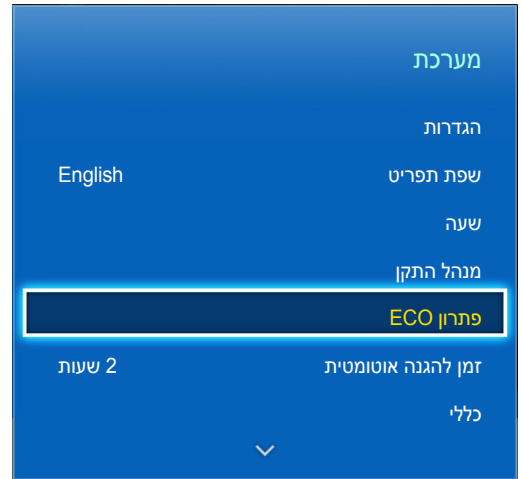 מערכת
הגדרות
שפת תפריט English
שעה
מנהל התקן
פתרון ECO
זמן להגנה אוטומטית 2 שעות
כללי